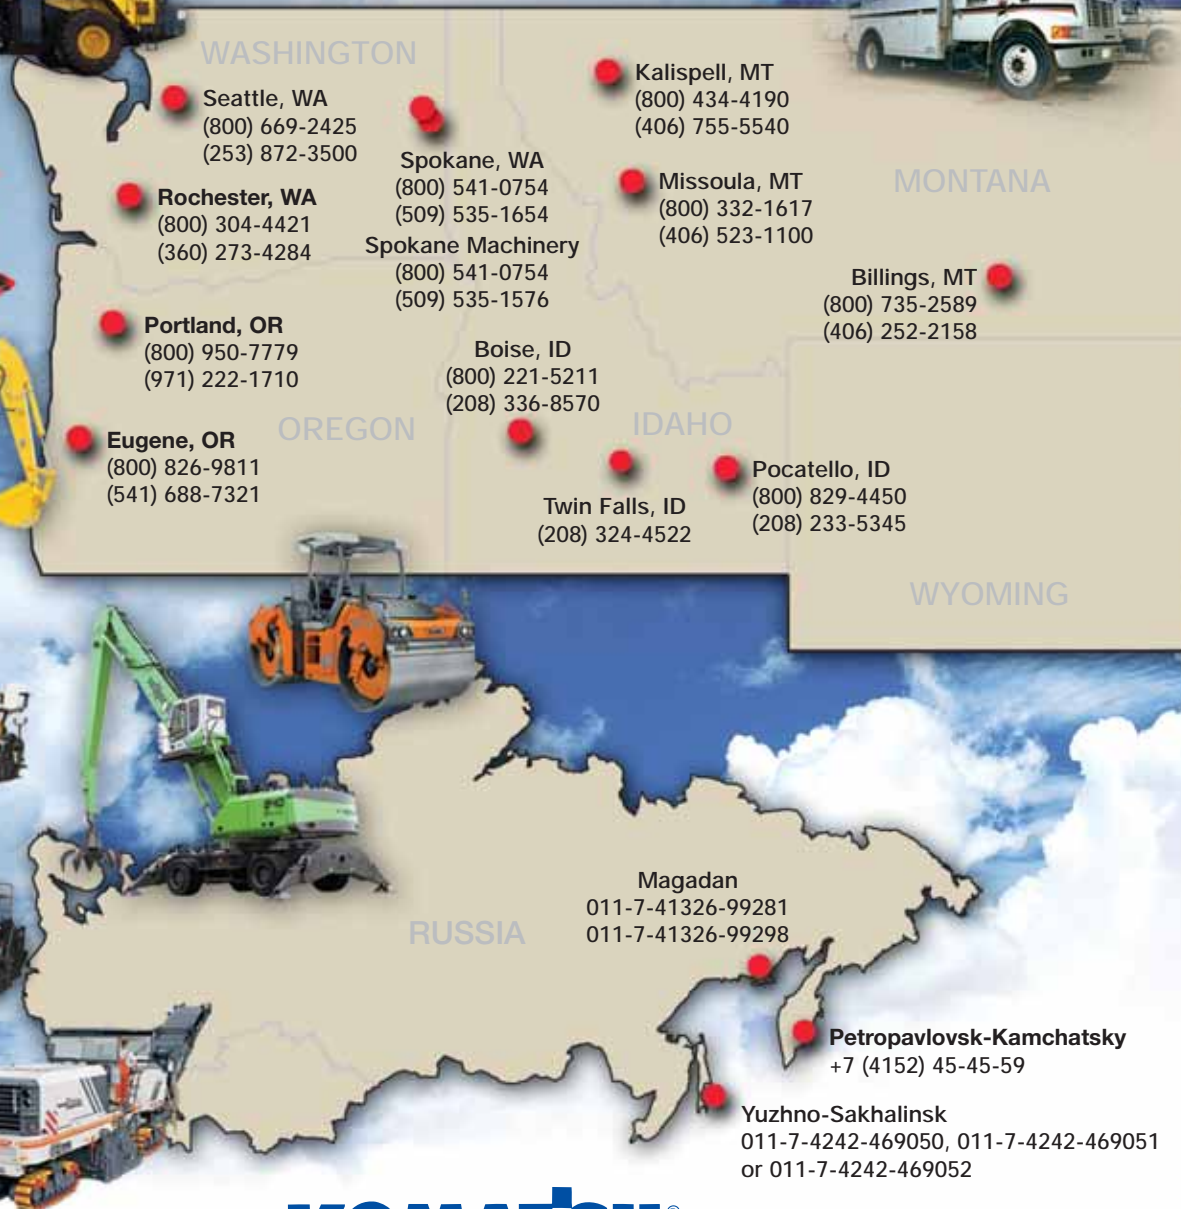 WASHINGTON
Seattle, WA
(800) 669-2425
(253) 872-3500
Rochester, WA
(800) 304-4421
(360) 273-4284
Spokane, WA
(800) 541-0754
(509) 535-1654
Spokane Machinery
(800) 541-0754
(509) 535-1576
Kalispell, MT
(800) 434-4190
(406) 755-5540
Missoula, MT
(800) 332-1617
(406) 523-1100
MONTANA
Billings, MT
(800) 735-2589
(406) 252-2158
Portland, OR
(800) 950-7779
(971) 222-1710
Boise, ID
(800) 221-5211
(208) 336-8570
OREGON
IDAHO
Eugene, OR
(800) 826-9811
(541) 688-7321
Twin Falls, ID
(208) 324-4522
Pocatello, ID
(800) 829-4450
(208) 233-5345
WYOMING
Magadan
011-7-41326-99281
011-7-41326-99298
RUSSIA
Petropavlovsk-Kamchatsky
+7 (4152) 45-45-59
Yuzhno-Sakhalinsk
011-7-4242-469050, 011-7-4242-469051
or 011-7-4242-469052
KOMATSU®